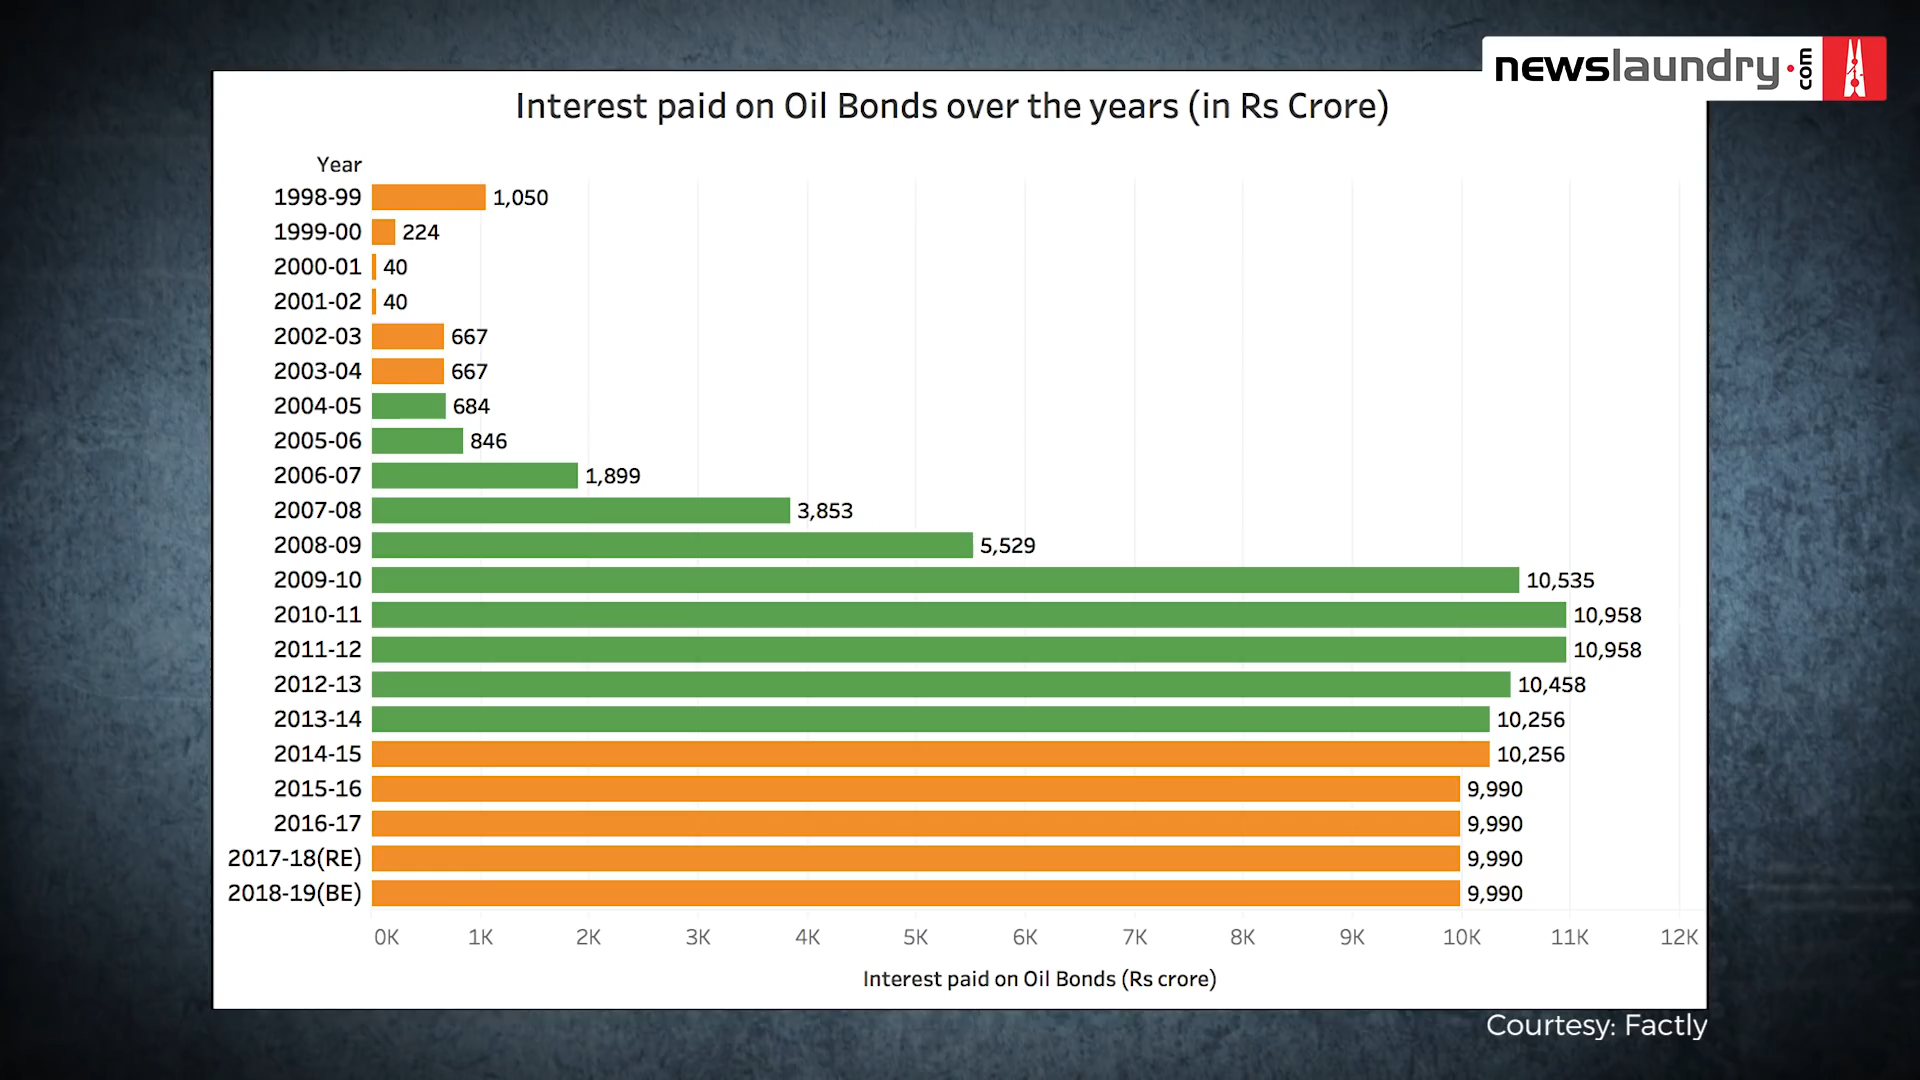 newslaundry.com
Interest paid on Oil Bonds over the years (in Rs Crore)
Year
1998-99 1,050
1999-00 224
2000-01 40
2001-02 40
2002-03 667
2003-04 667
2004-05 684
2005-06 846
2006-07 1,899
2007-08 3,853
2008-09 5,529
2009-10 10,535
2010-11 10,958
2011-12 10,958
2012-13 10,458
2013-14 10,256
2014-15 10,256
2015-16 9,990
2016-17 9,990
2017-18(RE) 9,990
2018-19(BE) 9,990
0K 1K 2K 3K 4K 5K 6K 7K 8K 9K 10K 11K 12K
Interest paid on Oil Bonds (Rs crore)
Courtesy: Factly